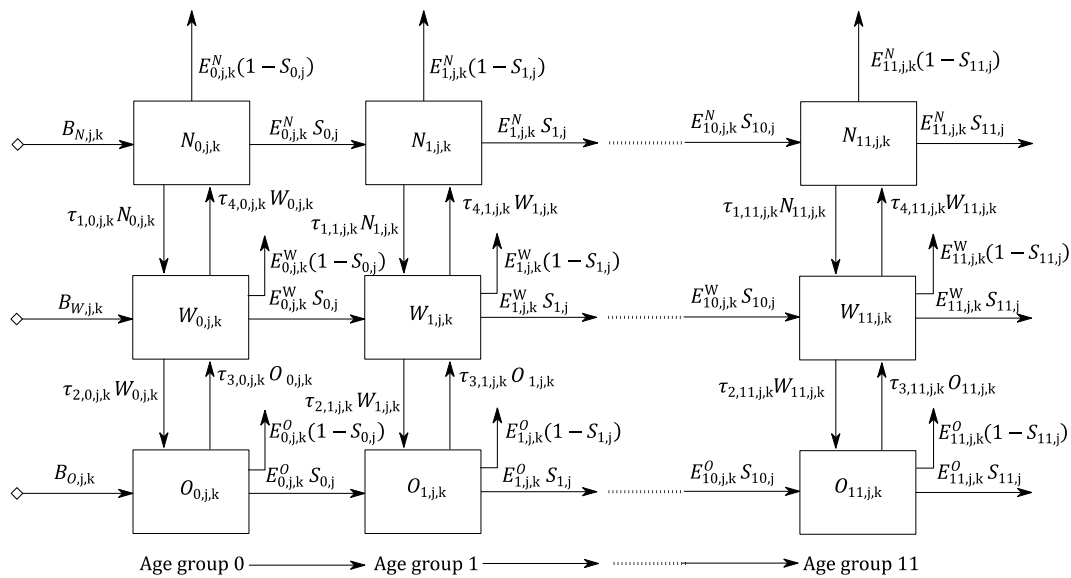 E^N_{0,j,k}(1 − S_{0,j}) E^N_{1,j,k}(1 − S_{1,j}) E^N_{11,j,k}(1 − S_{11,j})
B_{N,j,k} N_{0,j,k} E^N_{0,j,k} S_{0,j} N_{1,j,k} E^N_{1,j,k} S_{1,j} E^N_{10,j,k} S_{10,j} N_{11,j,k} E^N_{11,j,k} S_{11,j}
τ_{1,0,j,k} N_{0,j,k} τ_{4,0,j,k} W_{0,j,k} τ_{1,1,j,k} N_{1,j,k} τ_{4,1,j,k} W_{1,j,k} τ_{1,11,j,k} N_{11,j,k} τ_{4,11,j,k} W_{11,j,k}
E^W_{0,j,k}(1 − S_{0,j}) E^W_{1,j,k}(1 − S_{1,j}) E^W_{11,j,k}(1 − S_{11,j})
B_{W,j,k} W_{0,j,k} E^W_{0,j,k} S_{0,j} W_{1,j,k} E^W_{1,j,k} S_{1,j} E^W_{10,j,k} S_{10,j} W_{11,j,k} E^W_{11,j,k} S_{11,j}
τ_{2,0,j,k} W_{0,j,k} τ_{3,0,j,k} O_{0,j,k} τ_{2,1,j,k} W_{1,j,k} τ_{3,1,j,k} O_{1,j,k} τ_{2,11,j,k} W_{11,j,k} τ_{3,11,j,k} O_{11,j,k}
E^O_{0,j,k}(1 − S_{0,j}) E^O_{1,j,k}(1 − S_{1,j}) E^O_{11,j,k}(1 − S_{11,j})
B_{O,j,k} O_{0,j,k} E^O_{0,j,k} S_{0,j} O_{1,j,k} E^O_{1,j,k} S_{1,j} E^O_{10,j,k} S_{10,j} O_{11,j,k} E^O_{11,j,k} S_{11,j}
Age group 0 Age group 1 Age group 11